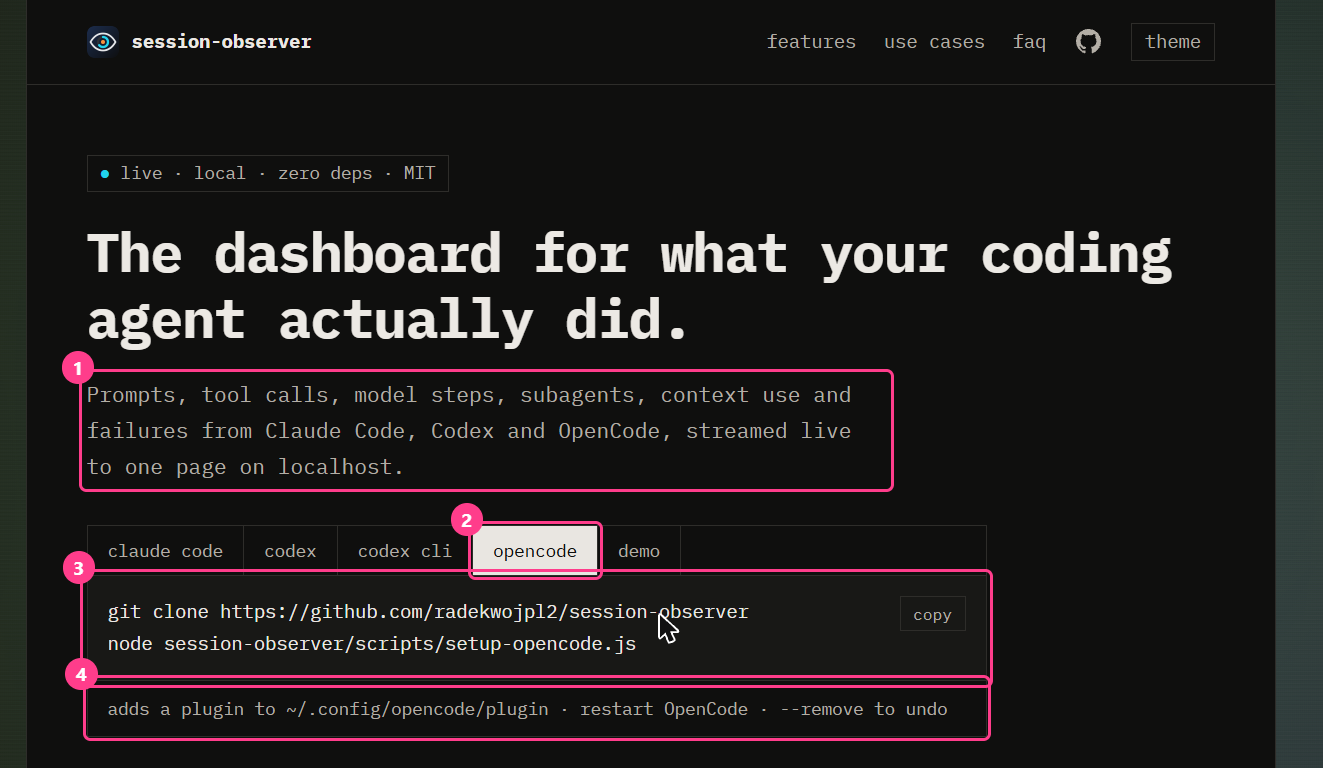 session-observer
features use cases faq theme
live · local · zero deps · MIT
The dashboard for what your coding
agent actually did.
1
Prompts, tool calls, model steps, subagents, context use and
failures from Claude Code, Codex and OpenCode, streamed live
to one page on localhost.
2
claude code codex codex cli opencode demo
3
git clone https://github.com/radekwojpl2/session-observer
copy
node session-observer/scripts/setup-opencode.js
4
adds a plugin to ~/.config/opencode/plugin · restart OpenCode · --remove to undo